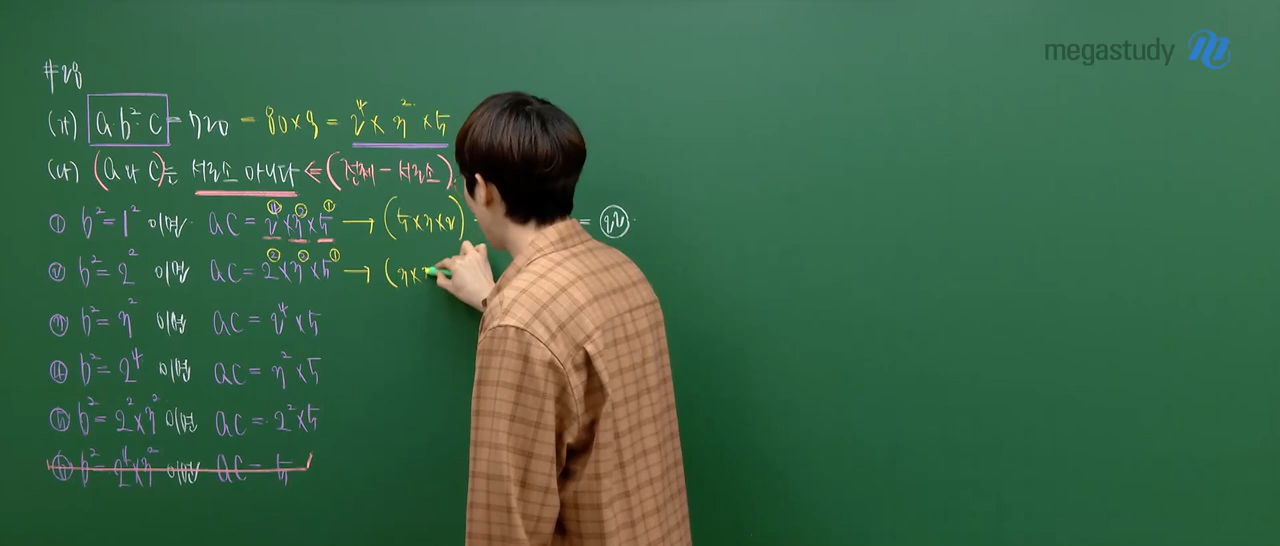 megastudy
#28
(가) a·b²·c = 720 = 80×9 = 2⁴×3²×5
(나) (a와 c)는 서로소 아니다 ⇐ (전체-서로소)
① b²=1² 이면 ac = 2⁴×3²×5 → (5×3×2) = 22
② b²=2² 이면 ac = 2²×3²×5 → (3×
③ b²=3² 이면 ac = 2⁴×5
④ b²=2⁴ 이면 ac = 3²×5
⑤ b²=2²×3² 이면 ac = 2²×5
⑥ b²=2⁴×3² 이면 ac = 5